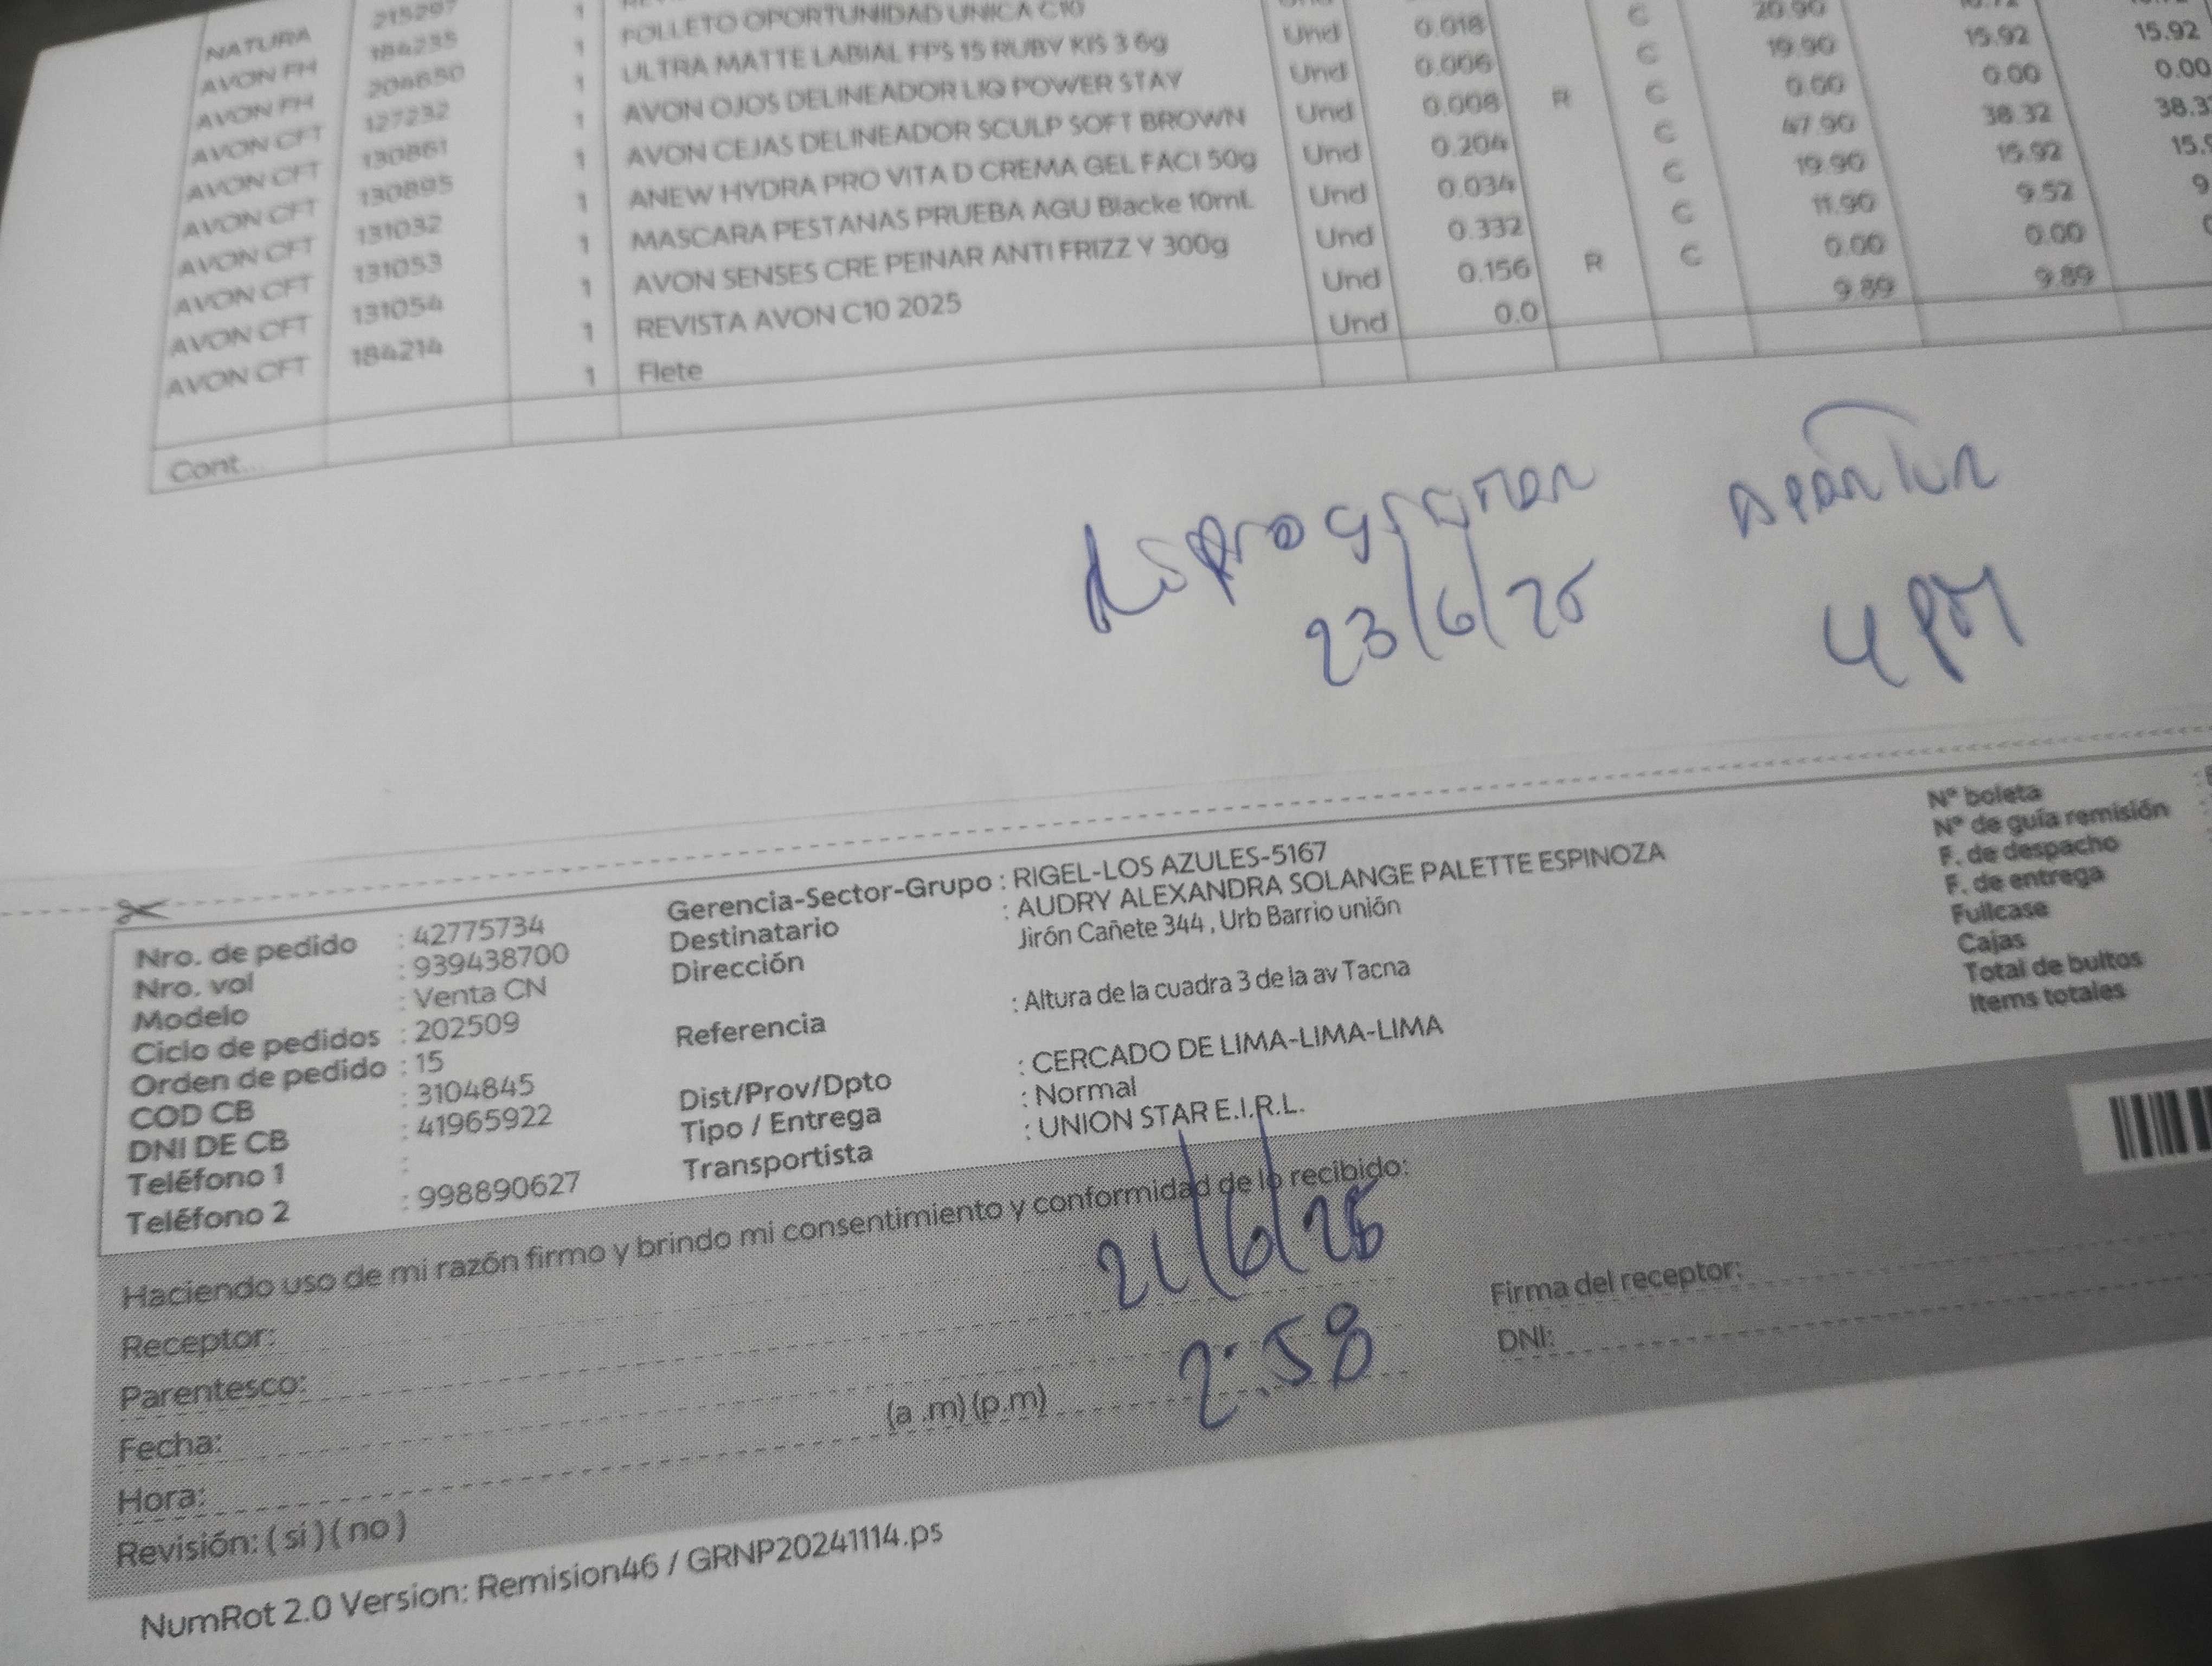 NATURA 215297 1
AVON FH 184235 1 FOLLETO OPORTUNIDAD UNICA C10 Und 0.018 C 20.90
AVON FH 204650 1 ULTRA MATTE LABIAL FPS 15 RUBY KIS 3 6g Und 0.006 C 19.90 15.92 15.92
AVON CFT 127232 1 AVON OJOS DELINEADOR LIQ POWER STAY Und 0.008 R C 0.00 0.00 0.00
AVON CFT 130861 1 AVON CEJAS DELINEADOR SCULP SOFT BROWN Und 0.204 C 47.90 38.32
AVON CFT 130895 1 ANEW HYDRA PRO VITA D CREMA GEL FACI 50g Und 0.034 C 19.90 15.92
AVON CFT 131032 1 MASCARA PESTANAS PRUEBA AGU Blacke 10mL Und 0.332 C 11.90 9.52
AVON CFT 131053 1 AVON SENSES CRE PEINAR ANTI FRIZZ Y 300g Und 0.156 R C 0.00 0.00
AVON CFT 131054 1 REVISTA AVON C10 2025 Und 0.0 9.89 9.89
AVON CFT 184214 1 Flete
Cont...
23/6/25
4 PM
Nro. de pedido : 42775734
Nro. vol : 939438700
Modelo : Venta CN
Ciclo de pedidos : 202509
Orden de pedido : 15
COD CB : 3104845
DNI DE CB : 41965922
Teléfono 1 :
Teléfono 2 : 998890627
Gerencia-Sector-Grupo : RIGEL-LOS AZULES-5167
Destinatario : AUDRY ALEXANDRA SOLANGE PALETTE ESPINOZA
Dirección Jirón Cañete 344 , Urb Barrio unión
Referencia : Altura de la cuadra 3 de la av Tacna
Dist/Prov/Dpto : CERCADO DE LIMA-LIMA-LIMA
Tipo / Entrega : Normal
Transportista : UNION STAR E.I.R.L.
N° boleta
N° de guía remisión
F. de despacho
F. de entrega
Fullcase
Cajas
Total de bultos
Items totales
Haciendo uso de mi razón firmo y brindo mi consentimiento y conformidad de lo recibido:
Receptor:
Parentesco:
Fecha: 21/6/25
Hora: (a .m) (p.m) 2:58
Revisión: ( si ) ( no )
Firma del receptor:
DNI:
NumRot 2.0 Version: Remision46 / GRNP20241114.ps